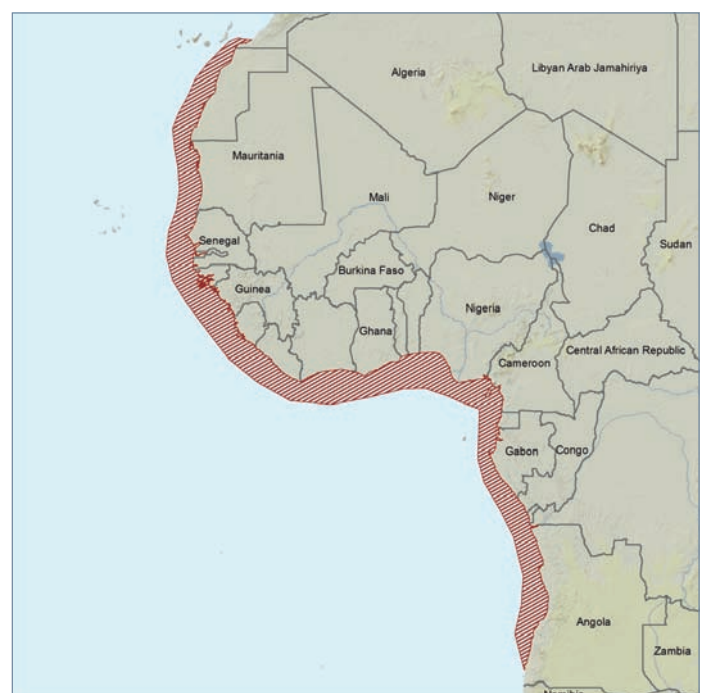 Libyan Arab Jamahiriya
Algeria
Mauritania
Mali
Niger
Chad
Sudan
Senegal
Burkina Faso
Guinea
Nigeria
Ghana
Central African Republic
Cameroon
Gabon
Congo
Angola
Zambia
Namibia